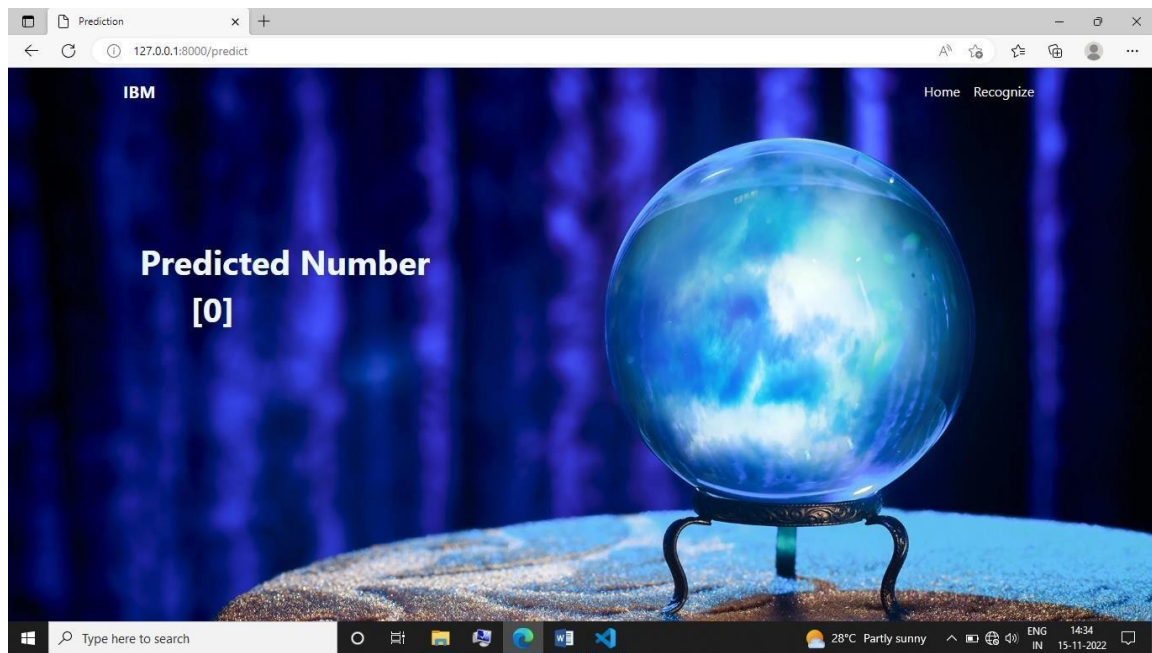 Prediction
127.0.0.1:8000/predict
IBM
Home Recognize
Predicted Number
[0]
Type here to search
28°C Partly sunny
ENG 14:34
IN 15-11-2022